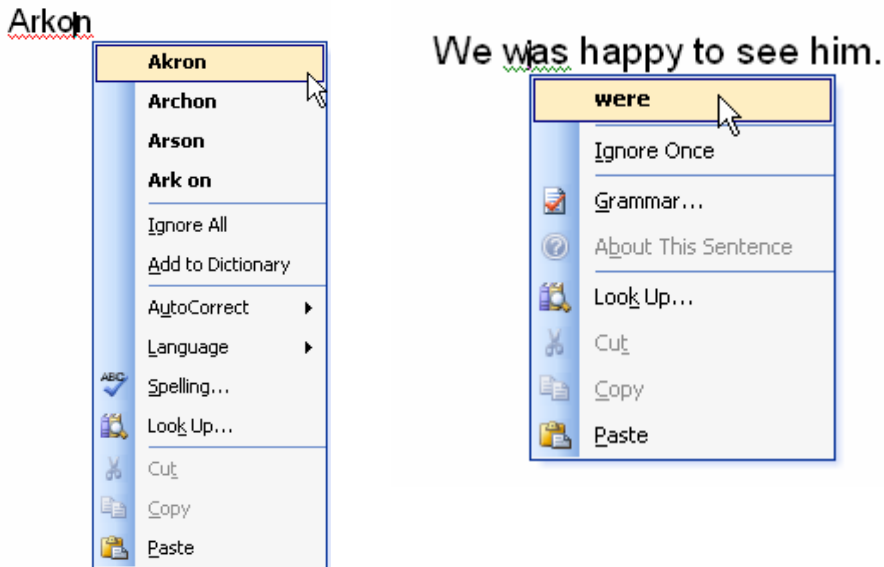 Arkon
Akron
Archon
Arson
Ark on
Ignore All
Add to Dictionary
AutoCorrect
Language
ABC
Spelling...
Look Up...
Cut
Copy
Paste
We was happy to see him.
were
Ignore Once
Grammar...
About This Sentence
Look Up...
Cut
Copy
Paste